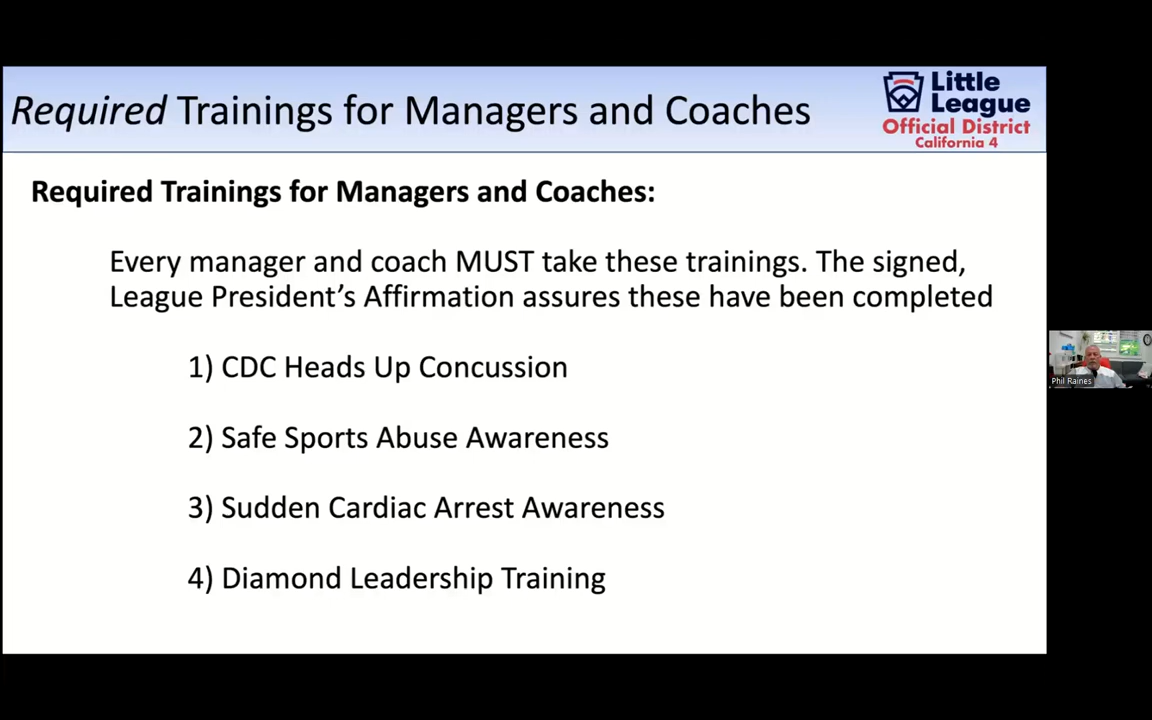 Required Trainings for Managers and Coaches
Little
League
Official District
California 4
Required Trainings for Managers and Coaches:
Every manager and coach MUST take these trainings. The signed,
League President’s Affirmation assures these have been completed
1) CDC Heads Up Concussion
2) Safe Sports Abuse Awareness
3) Sudden Cardiac Arrest Awareness
4) Diamond Leadership Training
Phil Raines